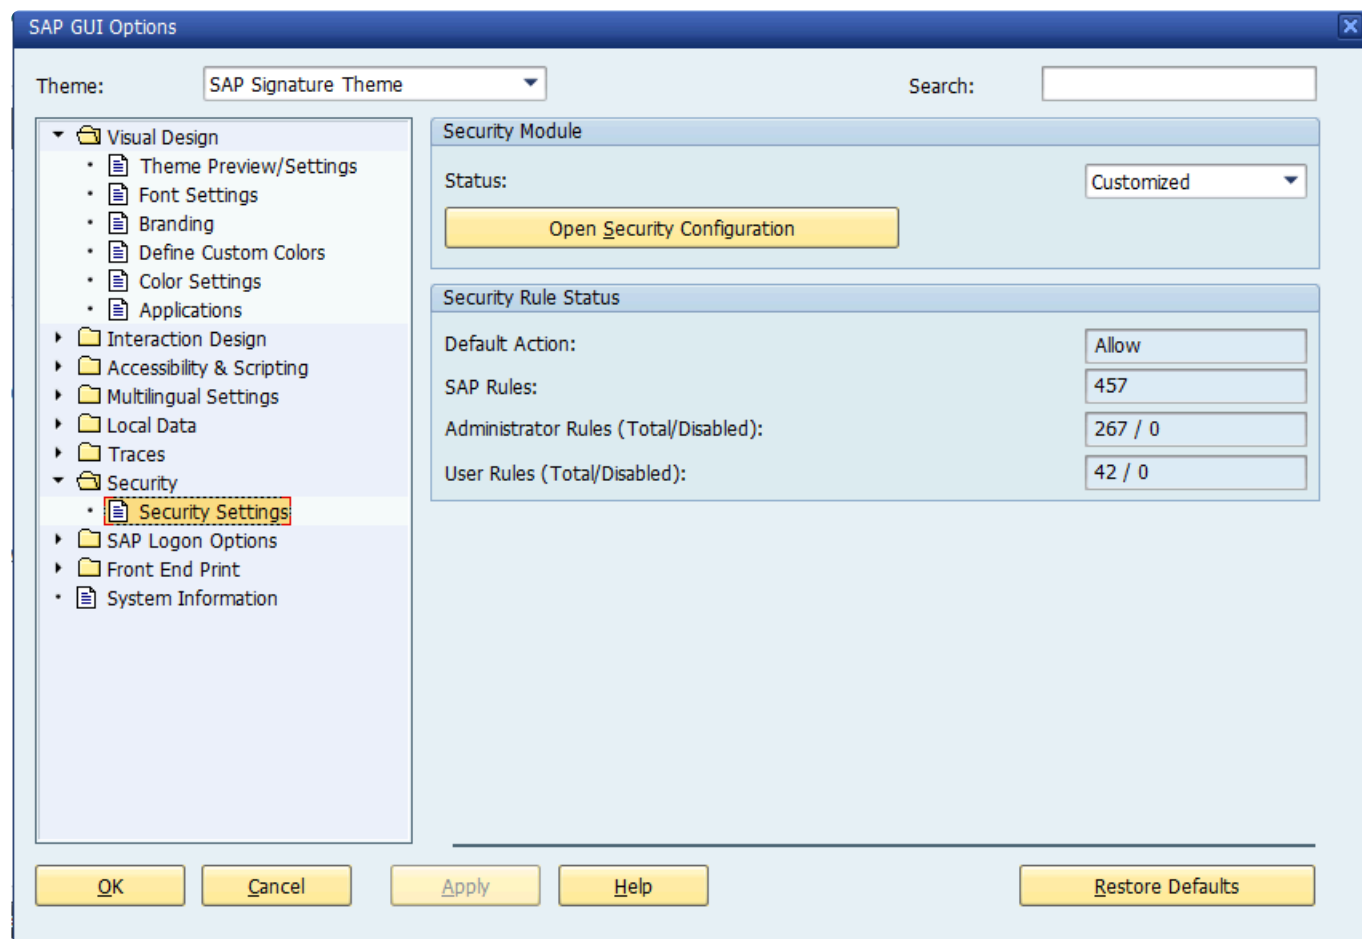 SAP GUI Options
Theme: SAP Signature Theme Search:
Visual Design
Theme Preview/Settings
Font Settings
Branding
Define Custom Colors
Color Settings
Applications
Interaction Design
Accessibility & Scripting
Multilingual Settings
Local Data
Traces
Security
Security Settings
SAP Logon Options
Front End Print
System Information
Security Module
Status: Customized
Open Security Configuration
Security Rule Status
Default Action: Allow
SAP Rules: 457
Administrator Rules (Total/Disabled): 267 / 0
User Rules (Total/Disabled): 42 / 0
OK Cancel Apply Help Restore Defaults